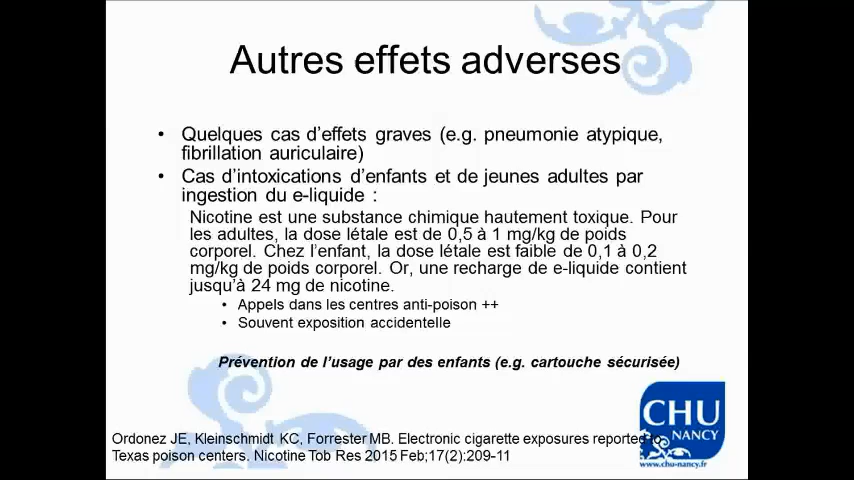 Autres effets adverses
• Quelques cas d'effets graves (e.g. pneumonie atypique,
fibrillation auriculaire)
• Cas d'intoxications d'enfants et de jeunes adultes par
ingestion du e-liquide :
Nicotine est une substance chimique hautement toxique. Pour
les adultes, la dose létale est de 0,5 à 1 mg/kg de poids
corporel. Chez l'enfant, la dose létale est faible de 0,1 à 0,2
mg/kg de poids corporel. Or, une recharge de e-liquide contient
jusqu'à 24 mg de nicotine.
• Appels dans les centres anti-poison ++
• Souvent exposition accidentelle
Prévention de l'usage par des enfants (e.g. cartouche sécurisée)
CHU
NANCY
www.chu-nancy.fr
Ordonez JE, Kleinschmidt KC, Forrester MB. Electronic cigarette exposures reported to
Texas poison centers. Nicotine Tob Res 2015 Feb;17(2):209-11